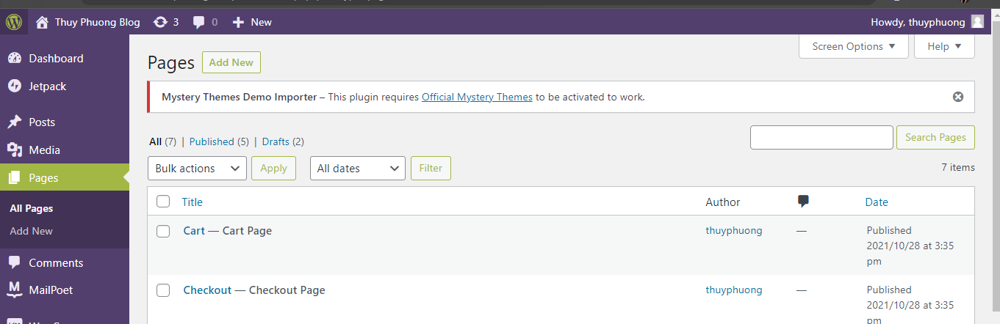 Thuy Phuong Blog 3 0 New Howdy, thuyphuong
Dashboard
Jetpack
Posts
Media
Pages
All Pages
Add New
Comments
MailPoet
Screen Options Help
Pages Add New
Mystery Themes Demo Importer – This plugin requires Official Mystery Themes to be activated to work.
All (7) | Published (5) | Drafts (2)
Search Pages
Bulk actions Apply All dates Filter 7 items
Title Author Date
Cart — Cart Page thuyphuong — Published
2021/10/28 at 3:35
pm
Checkout — Checkout Page thuyphuong — Published
2021/10/28 at 3:35
pm